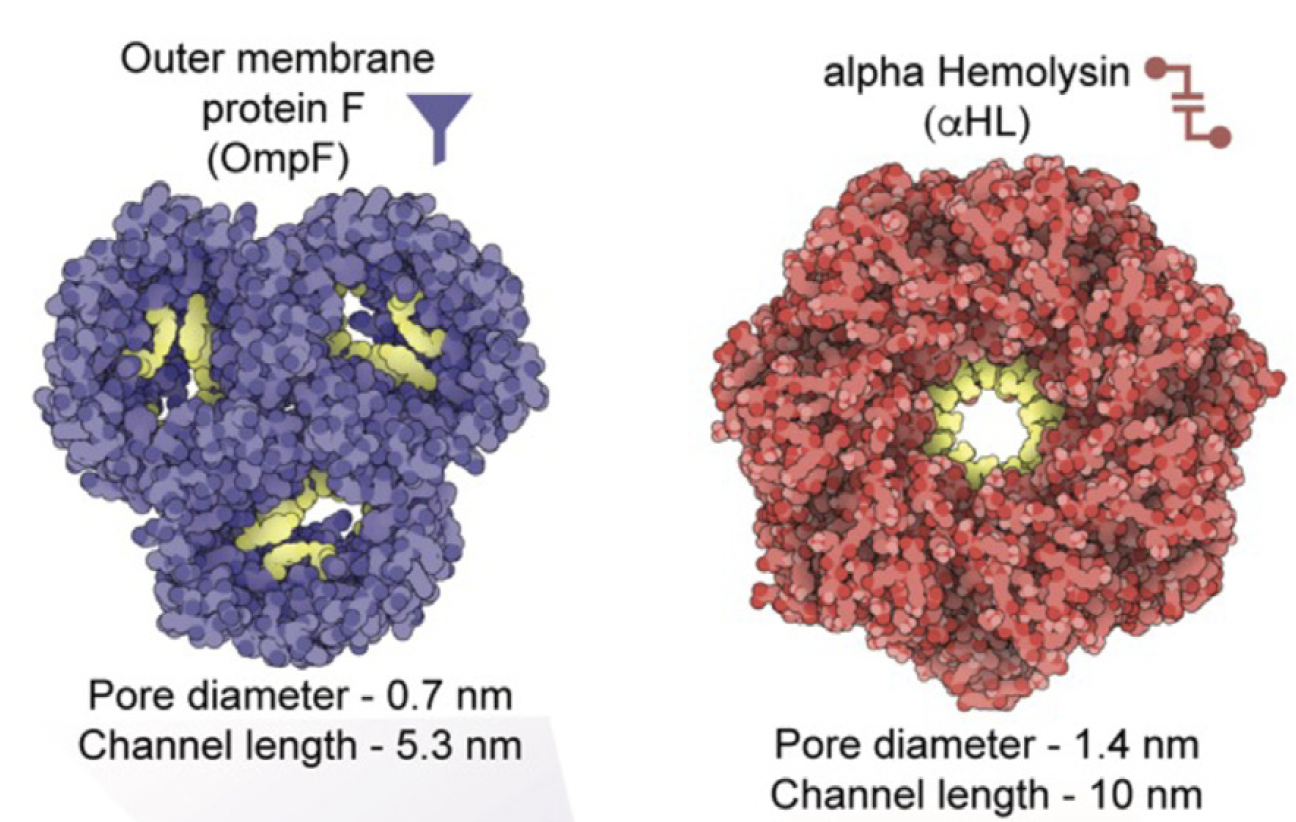 Outer membrane
protein F
(OmpF)
Pore diameter - 0.7 nm
Channel length - 5.3 nm
alpha Hemolysin
(αHL)
Pore diameter - 1.4 nm
Channel length - 10 nm